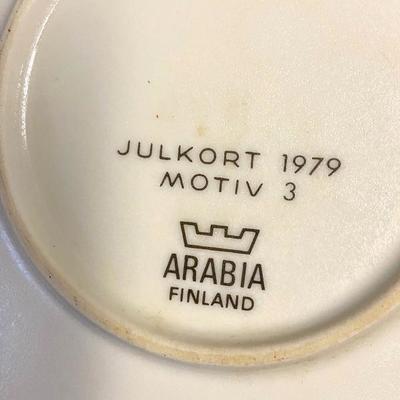 JULKORT 1979
MOTIV 3
ARABIA
FINLAND